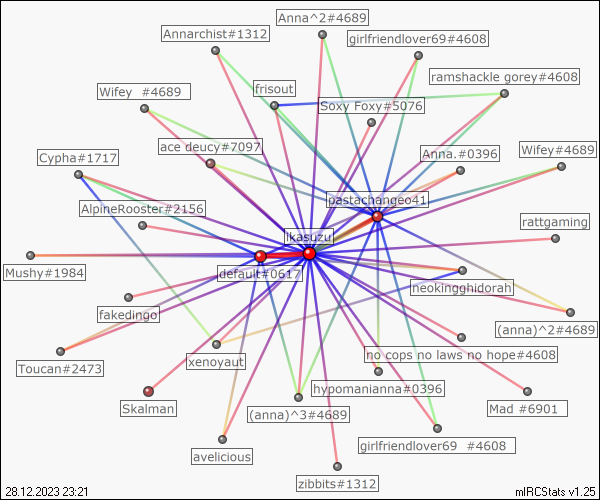 Anna^2#4689
Annarchist#1312
girlfriendlover69#4608
ramshackle gorey#4608
Wifey  #4689
frisout
Soxy Foxy#5076
ace deucy#7097
Wifey#4689
Cypha#1717
Anna.#0396
pastachangeo41
AlpineRooster#2156
rattgaming
ikasuzu
Mushy#1984
default#0617
neokingghidorah
fakedingo
(anna)^2#4689
no cops no laws no hope#4608
xenoyaut
Toucan#2473
hypomanianna#0396
Skalman
(anna)^3#4689
Mad #6901
girlfriendlover69  #4608
avelicious
zibbits#1312
28.12.2023 23:21
mIRCStats v1.25